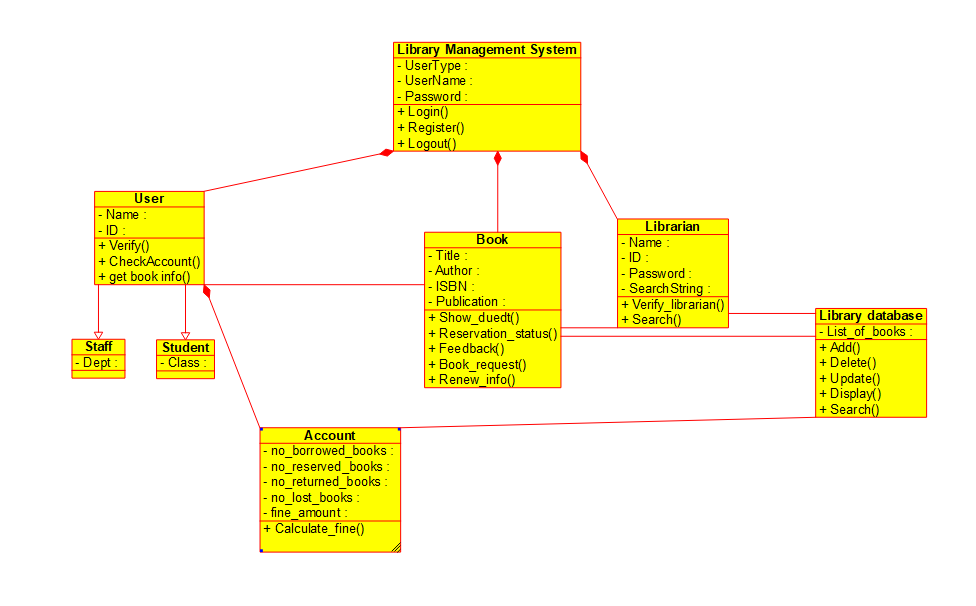 Library Management System
- UserType :
- UserName :
- Password :
+ Login()
+ Register()
+ Logout()
User
- Name :
- ID :
+ Verify()
+ CheckAccount()
+ get book info()
Book
- Title :
- Author :
- ISBN :
- Publication :
+ Show_duedt()
+ Reservation_status()
+ Feedback()
+ Book_request()
+ Renew_info()
Librarian
- Name :
- ID :
- Password :
- SearchString :
+ Verify_librarian()
+ Search()
Library database
- List_of_books :
+ Add()
+ Delete()
+ Update()
+ Display()
+ Search()
Staff
- Dept :
Student
- Class :
Account
- no_borrowed_books :
- no_reserved_books :
- no_returned_books :
- no_lost_books :
- fine_amount :
+ Calculate_fine()